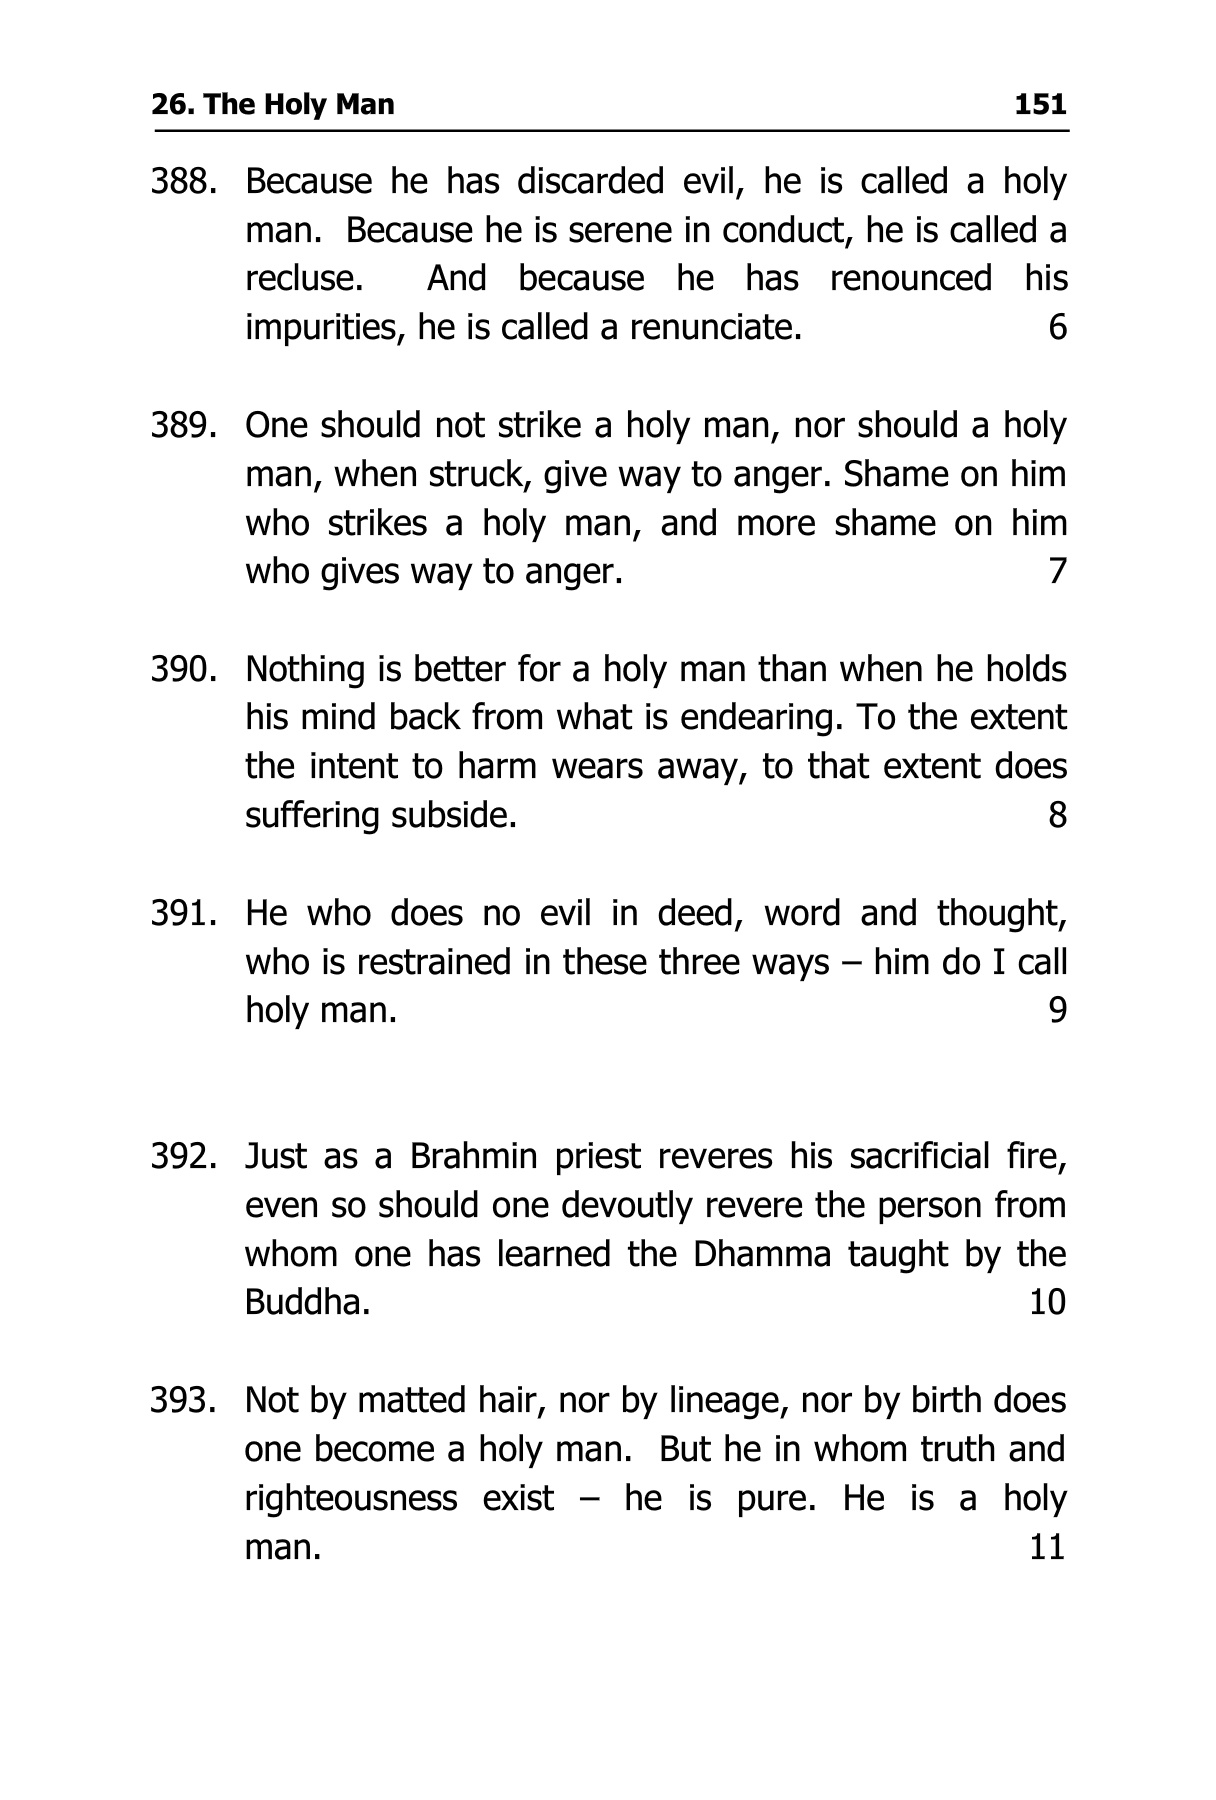 26. The Holy Man 151
388. Because he has discarded evil, he is called a holy
man. Because he is serene in conduct, he is called a
recluse. And because he has renounced his
impurities, he is called a renunciate. 6
389. One should not strike a holy man, nor should a holy
man, when struck, give way to anger. Shame on him
who strikes a holy man, and more shame on him
who gives way to anger. 7
390. Nothing is better for a holy man than when he holds
his mind back from what is endearing. To the extent
the intent to harm wears away, to that extent does
suffering subside. 8
391. He who does no evil in deed, word and thought,
who is restrained in these three ways – him do I call
holy man. 9
392. Just as a Brahmin priest reveres his sacrificial fire,
even so should one devoutly revere the person from
whom one has learned the Dhamma taught by the
Buddha. 10
393. Not by matted hair, nor by lineage, nor by birth does
one become a holy man. But he in whom truth and
righteousness exist – he is pure. He is a holy
man. 11